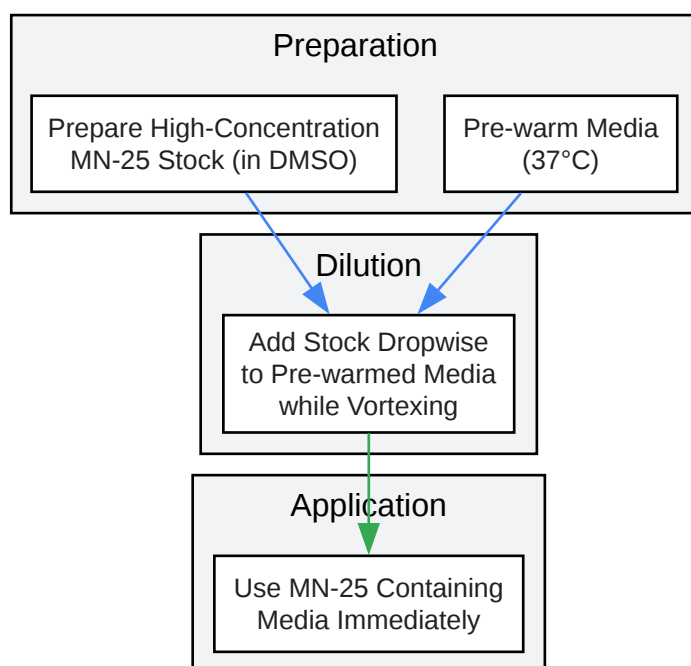 Preparation
Prepare High-Concentration
MN-25 Stock (in DMSO)
Pre-warm Media
(37°C)
Dilution
Add Stock Dropwise
to Pre-warmed Media
while Vortexing
Application
Use MN-25 Containing
Media Immediately